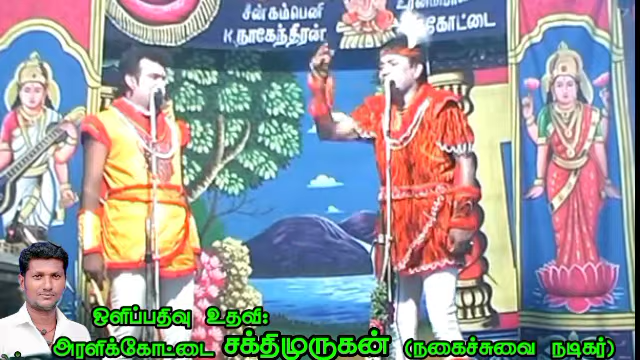 சீன்கம்பெனி
K.நாகேந்திரன்
கோட்டை
ஒளிப்பதிவு உதவி:
அரளிக்கோட்டை சக்திமுருகன் (நகைச்சுவை நடிகர்)